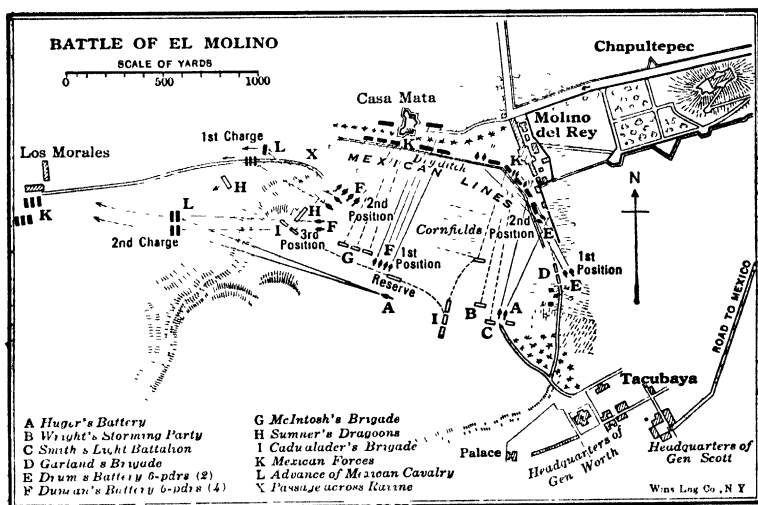 BATTLE OF EL MOLINO
SCALE OF YARDS
0 500 1000
Chapultepec
Casa Mata
Molino
del Rey
1st Charge
L
X
K
Dry ditch
K
Los Morales
MEXICAN LINES
H
F
2nd
Position
N
L
H
K
I
F
3rd
Position
Cornfields
2nd
Position
E
2nd Charge
G
F
1st
Position
D
1st
Position
E
Reserve
A
I
B
C
A
ROAD TO MEXICO
Tacubaya
Palace
Headquarters of
Gen Worth
Headquarters of
Gen Scott
A Huger's Battery
B Wright's Storming Party
C Smith's Light Battalion
D Garland's Brigade
E Drum's Battery 6-pdrs (2)
F Duncan's Battery 6-pdrs (4)
G McIntosh's Brigade
H Sumner's Dragoons
I Cadualader's Brigade
K Mexican Forces
L Advance of Mexican Cavalry
X Passage across Ravine
Wms Eng Co., N Y